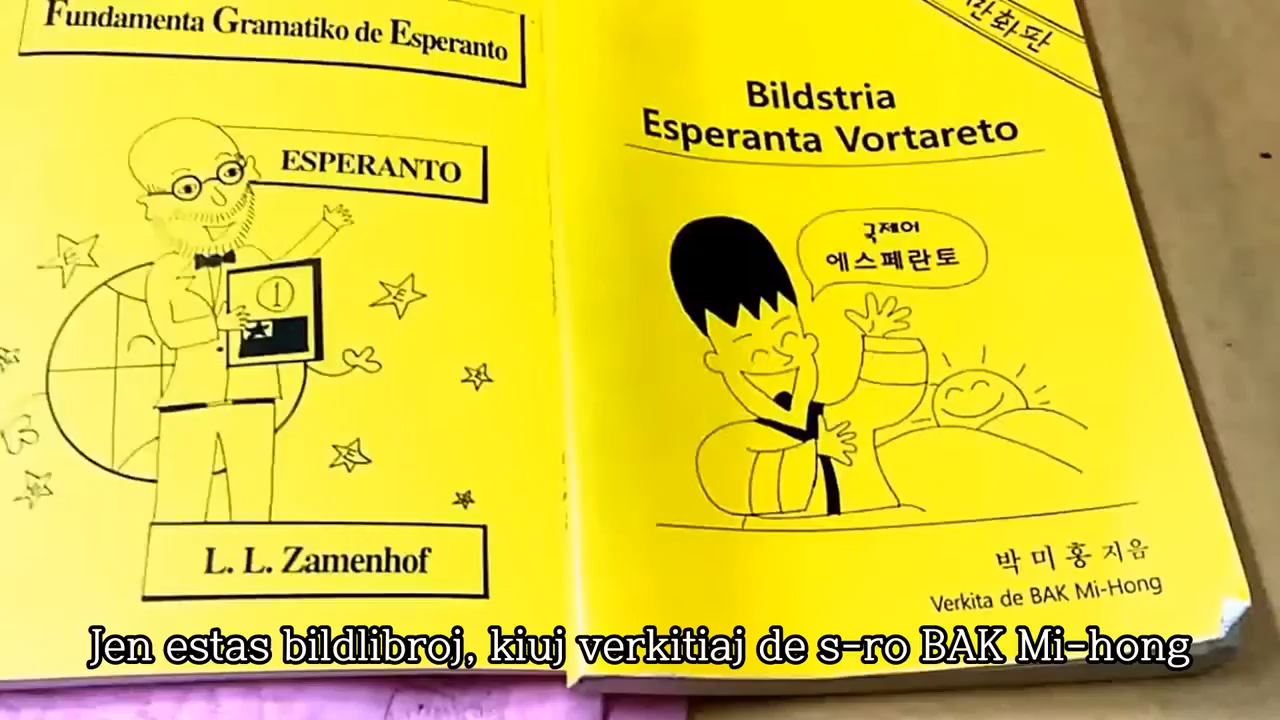 Fundamenta Gramatiko de Esperanto
ESPERANTO
1
L. L. Zamenhof
만화판
Bildstria
Esperanta Vortareto
국제어
에스페란토
박미홍 지음
Verkita de BAK Mi-Hong
Jen estas bildlibroj, kiuj verkitiaj de s-ro BAK Mi-hong